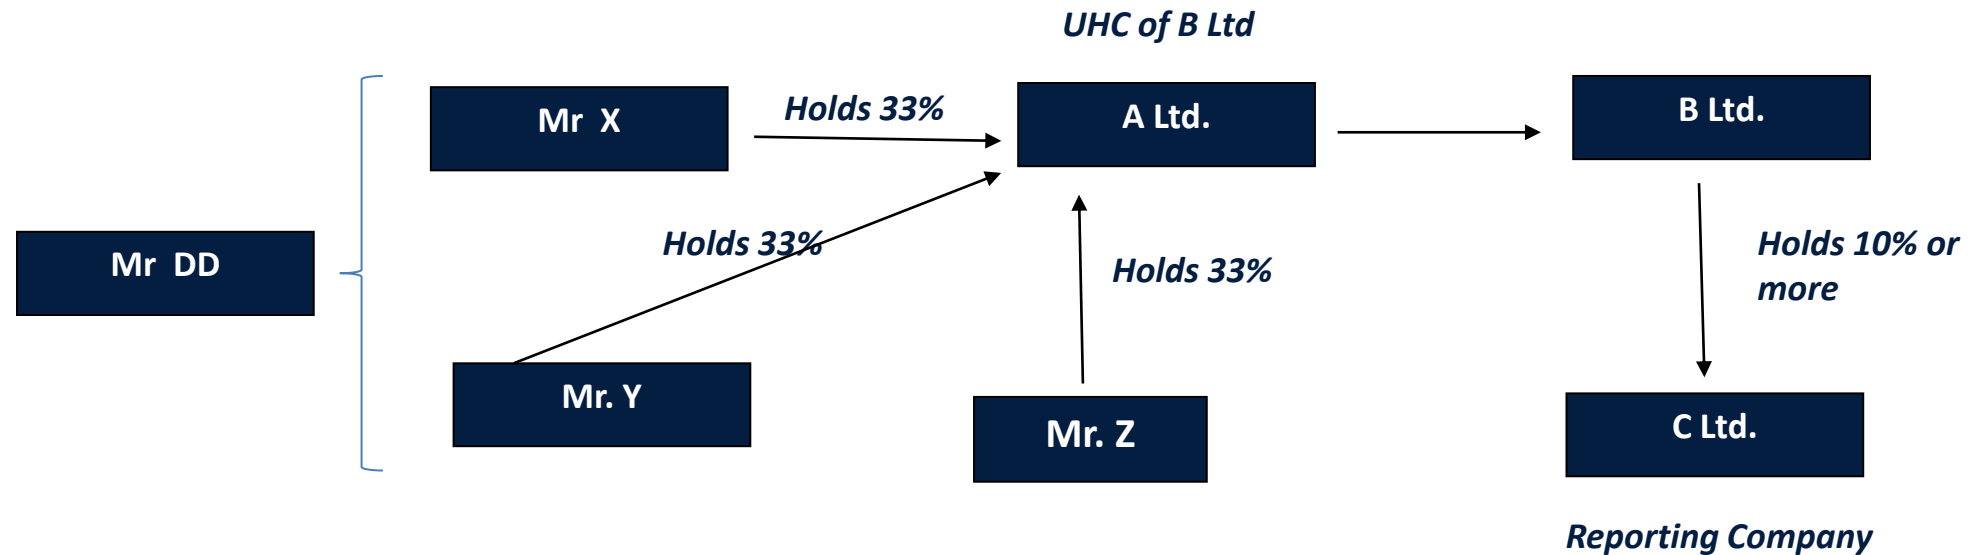 UHC of B Ltd
Mr X
Holds 33%
A Ltd.
B Ltd.
Mr DD
Holds 33%
Holds 33%
Holds 10% or
more
Mr. Y
Mr. Z
C Ltd.
Reporting Company